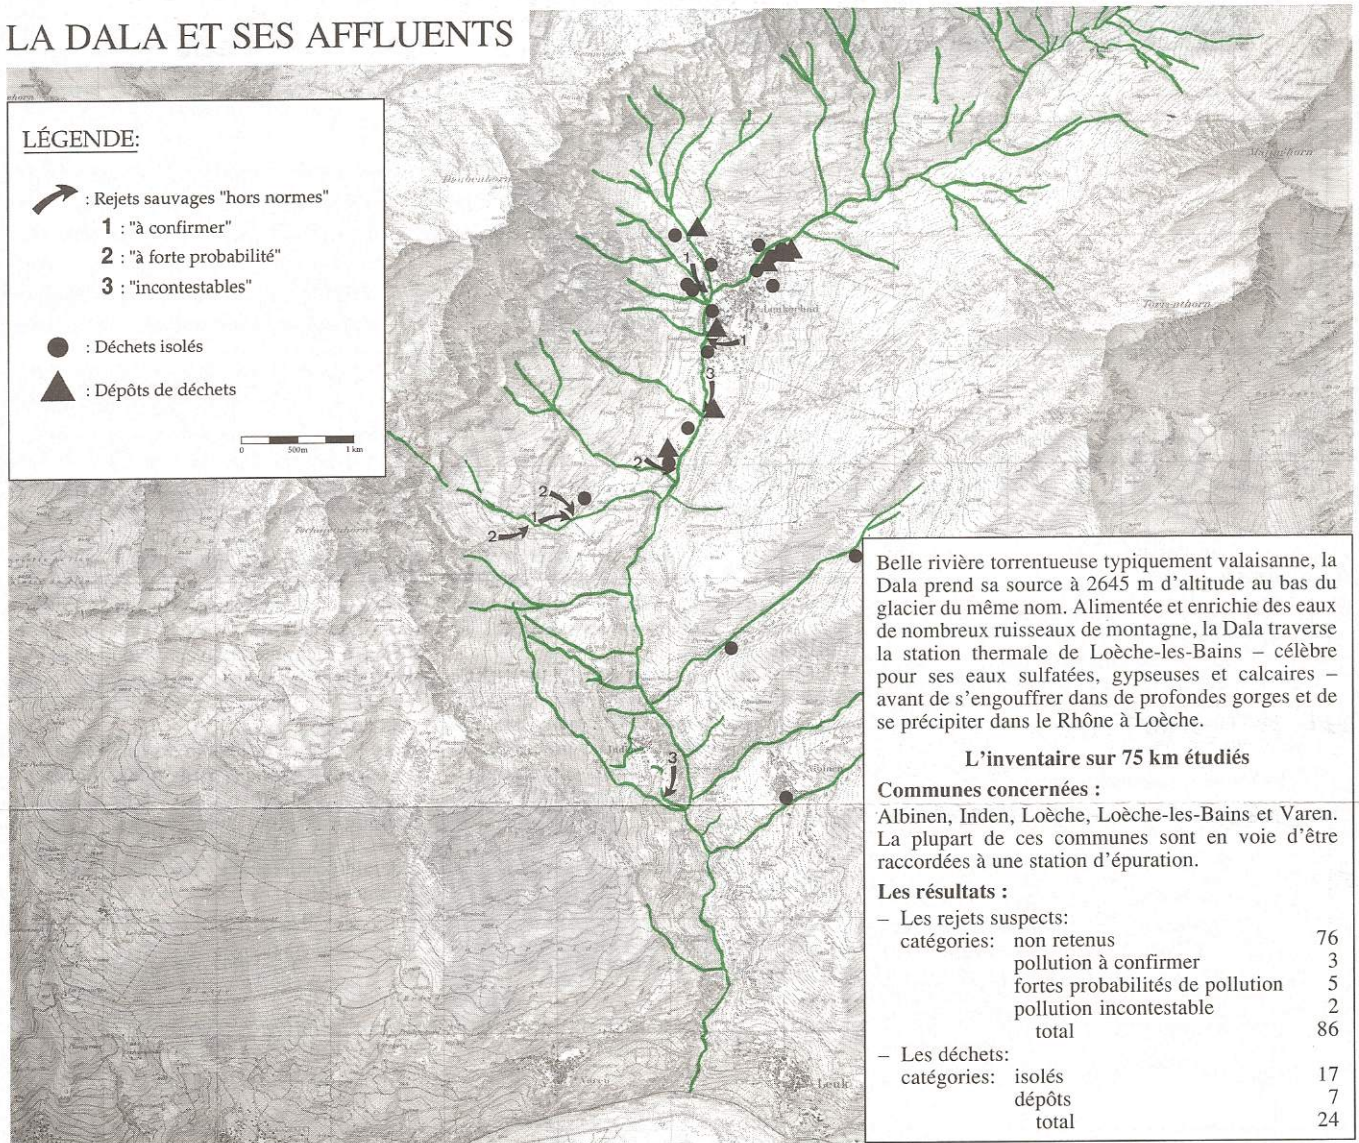 LA DALA ET SES AFFLUENTS
LÉGENDE:
: Rejets sauvages "hors normes"
1 : "à confirmer"
2 : "à forte probabilité"
3 : "incontestables"
: Déchets isolés
: Dépôts de déchets
0 500m 1 km
Daubenhorn
Majinghorn
Torrenthorn
1
1
3
2
2
1
2
Inden
3
Varen
Leuk
Belle rivière torrentueuse typiquement valaisanne, la
Dala prend sa source à 2645 m d'altitude au bas du
glacier du même nom. Alimentée et enrichie des eaux
de nombreux ruisseaux de montagne, la Dala traverse
la station thermale de Loèche-les-Bains – célèbre
pour ses eaux sulfatées, gypseuses et calcaires –
avant de s'engouffrer dans de profondes gorges et de
se précipiter dans le Rhône à Loèche.
L'inventaire sur 75 km étudiés
Communes concernées :
Albinen, Inden, Loèche, Loèche-les-Bains et Varen.
La plupart de ces communes sont en voie d'être
raccordées à une station d'épuration.
Les résultats :
– Les rejets suspects:
catégories: non retenus 76
pollution à confirmer 3
fortes probabilités de pollution 5
pollution incontestable 2
total 86
– Les déchets:
catégories: isolés 17
dépôts 7
total 24